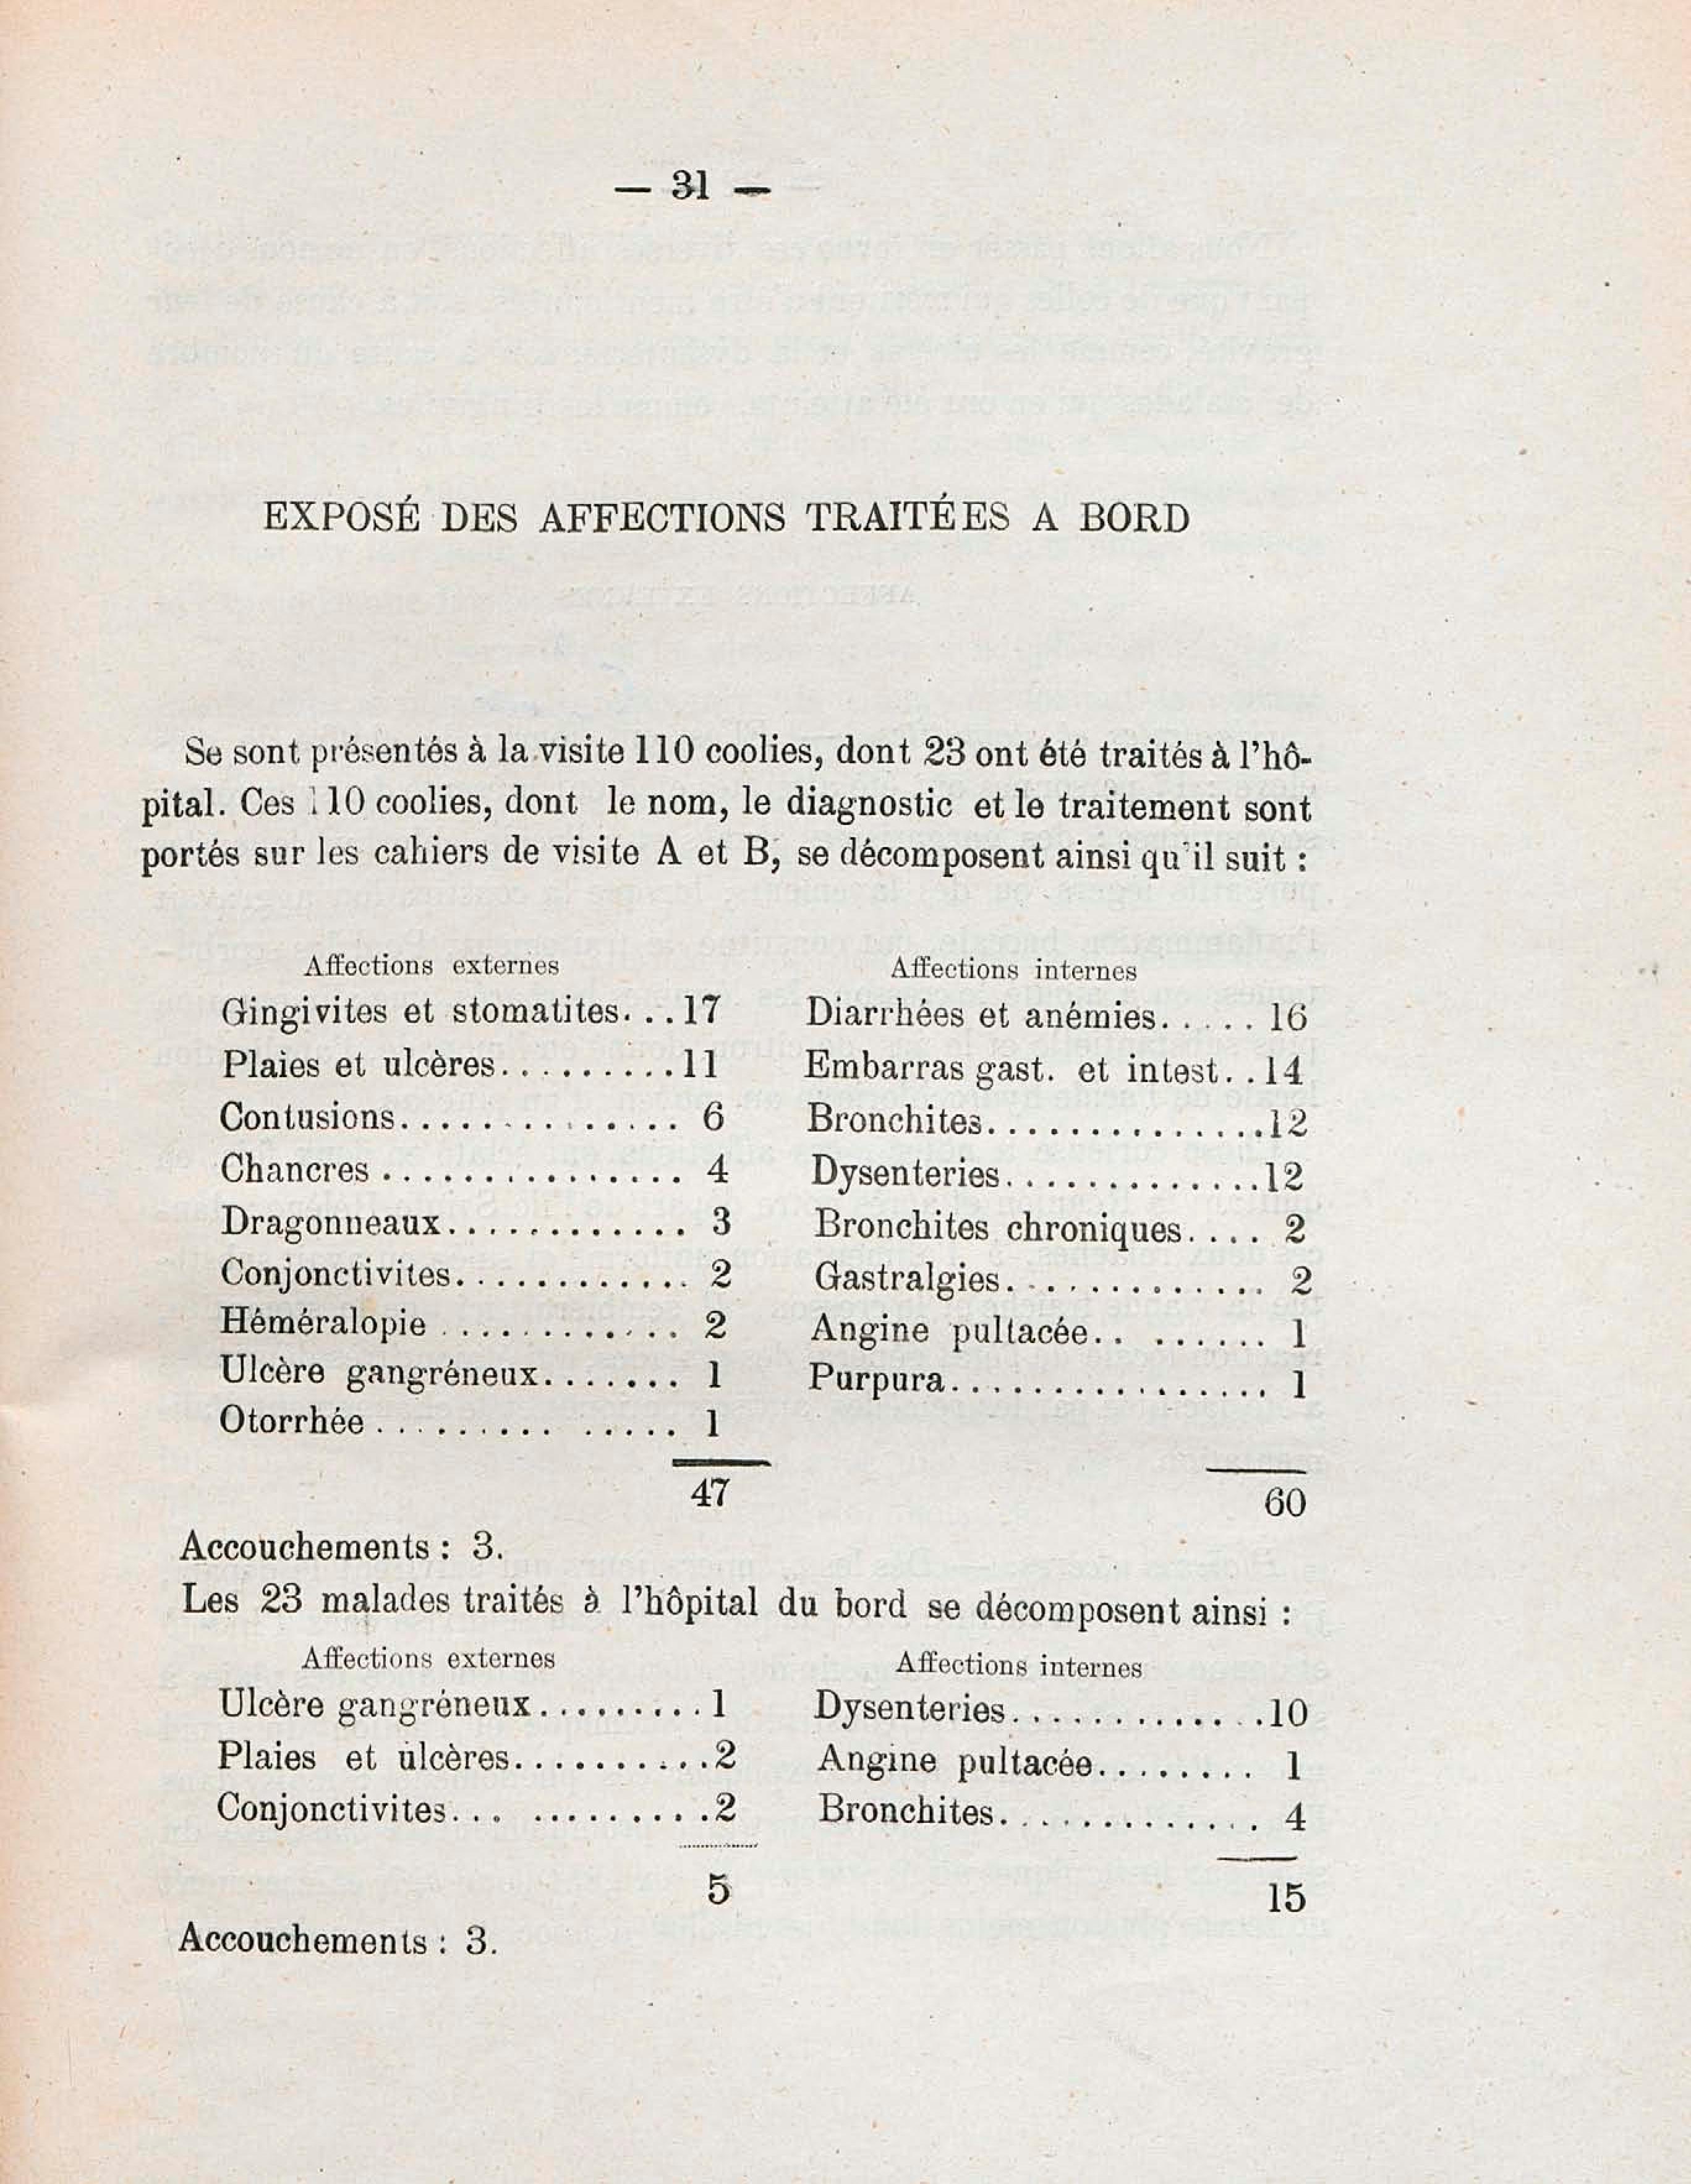 — 31 —
EXPOSÉ DES AFFECTIONS TRAITÉES A BORD
Se sont présentés à la visite 110 coolies, dont 23 ont été traités à l'hô-
pital. Ces 110 coolies, dont le nom, le diagnostic et le traitement sont
portés sur les cahiers de visite A et B, se décomposent ainsi qu'il suit :
Affections externes
Gingivites et stomatites...17
Plaies et ulcères..........11
Contusions............... 6
Chancres............... 4
Dragonneaux............ 3
Conjonctivites............ 2
Héméralopie............ 2
Ulcère gangréneux....... 1
Otorrhée.............. 1
47
Affections internes
Diarrhées et anémies..... 16
Embarras gast. et intest..14
Bronchites...............12
Dysenteries.............12
Bronchites chroniques.... 2
Gastralgies............. 2
Angine pultacée........ 1
Purpura................ 1
60
Accouchements : 3.
Les 23 malades traités à l'hôpital du bord se décomposent ainsi :
Affections externes
Ulcère gangréneux..........1
Plaies et ulcères...........2
Conjonctivites............2
5
Affections internes
Dysenteries.............10
Angine pultacée........ 1
Bronchites............. 4
15
Accouchements : 3.